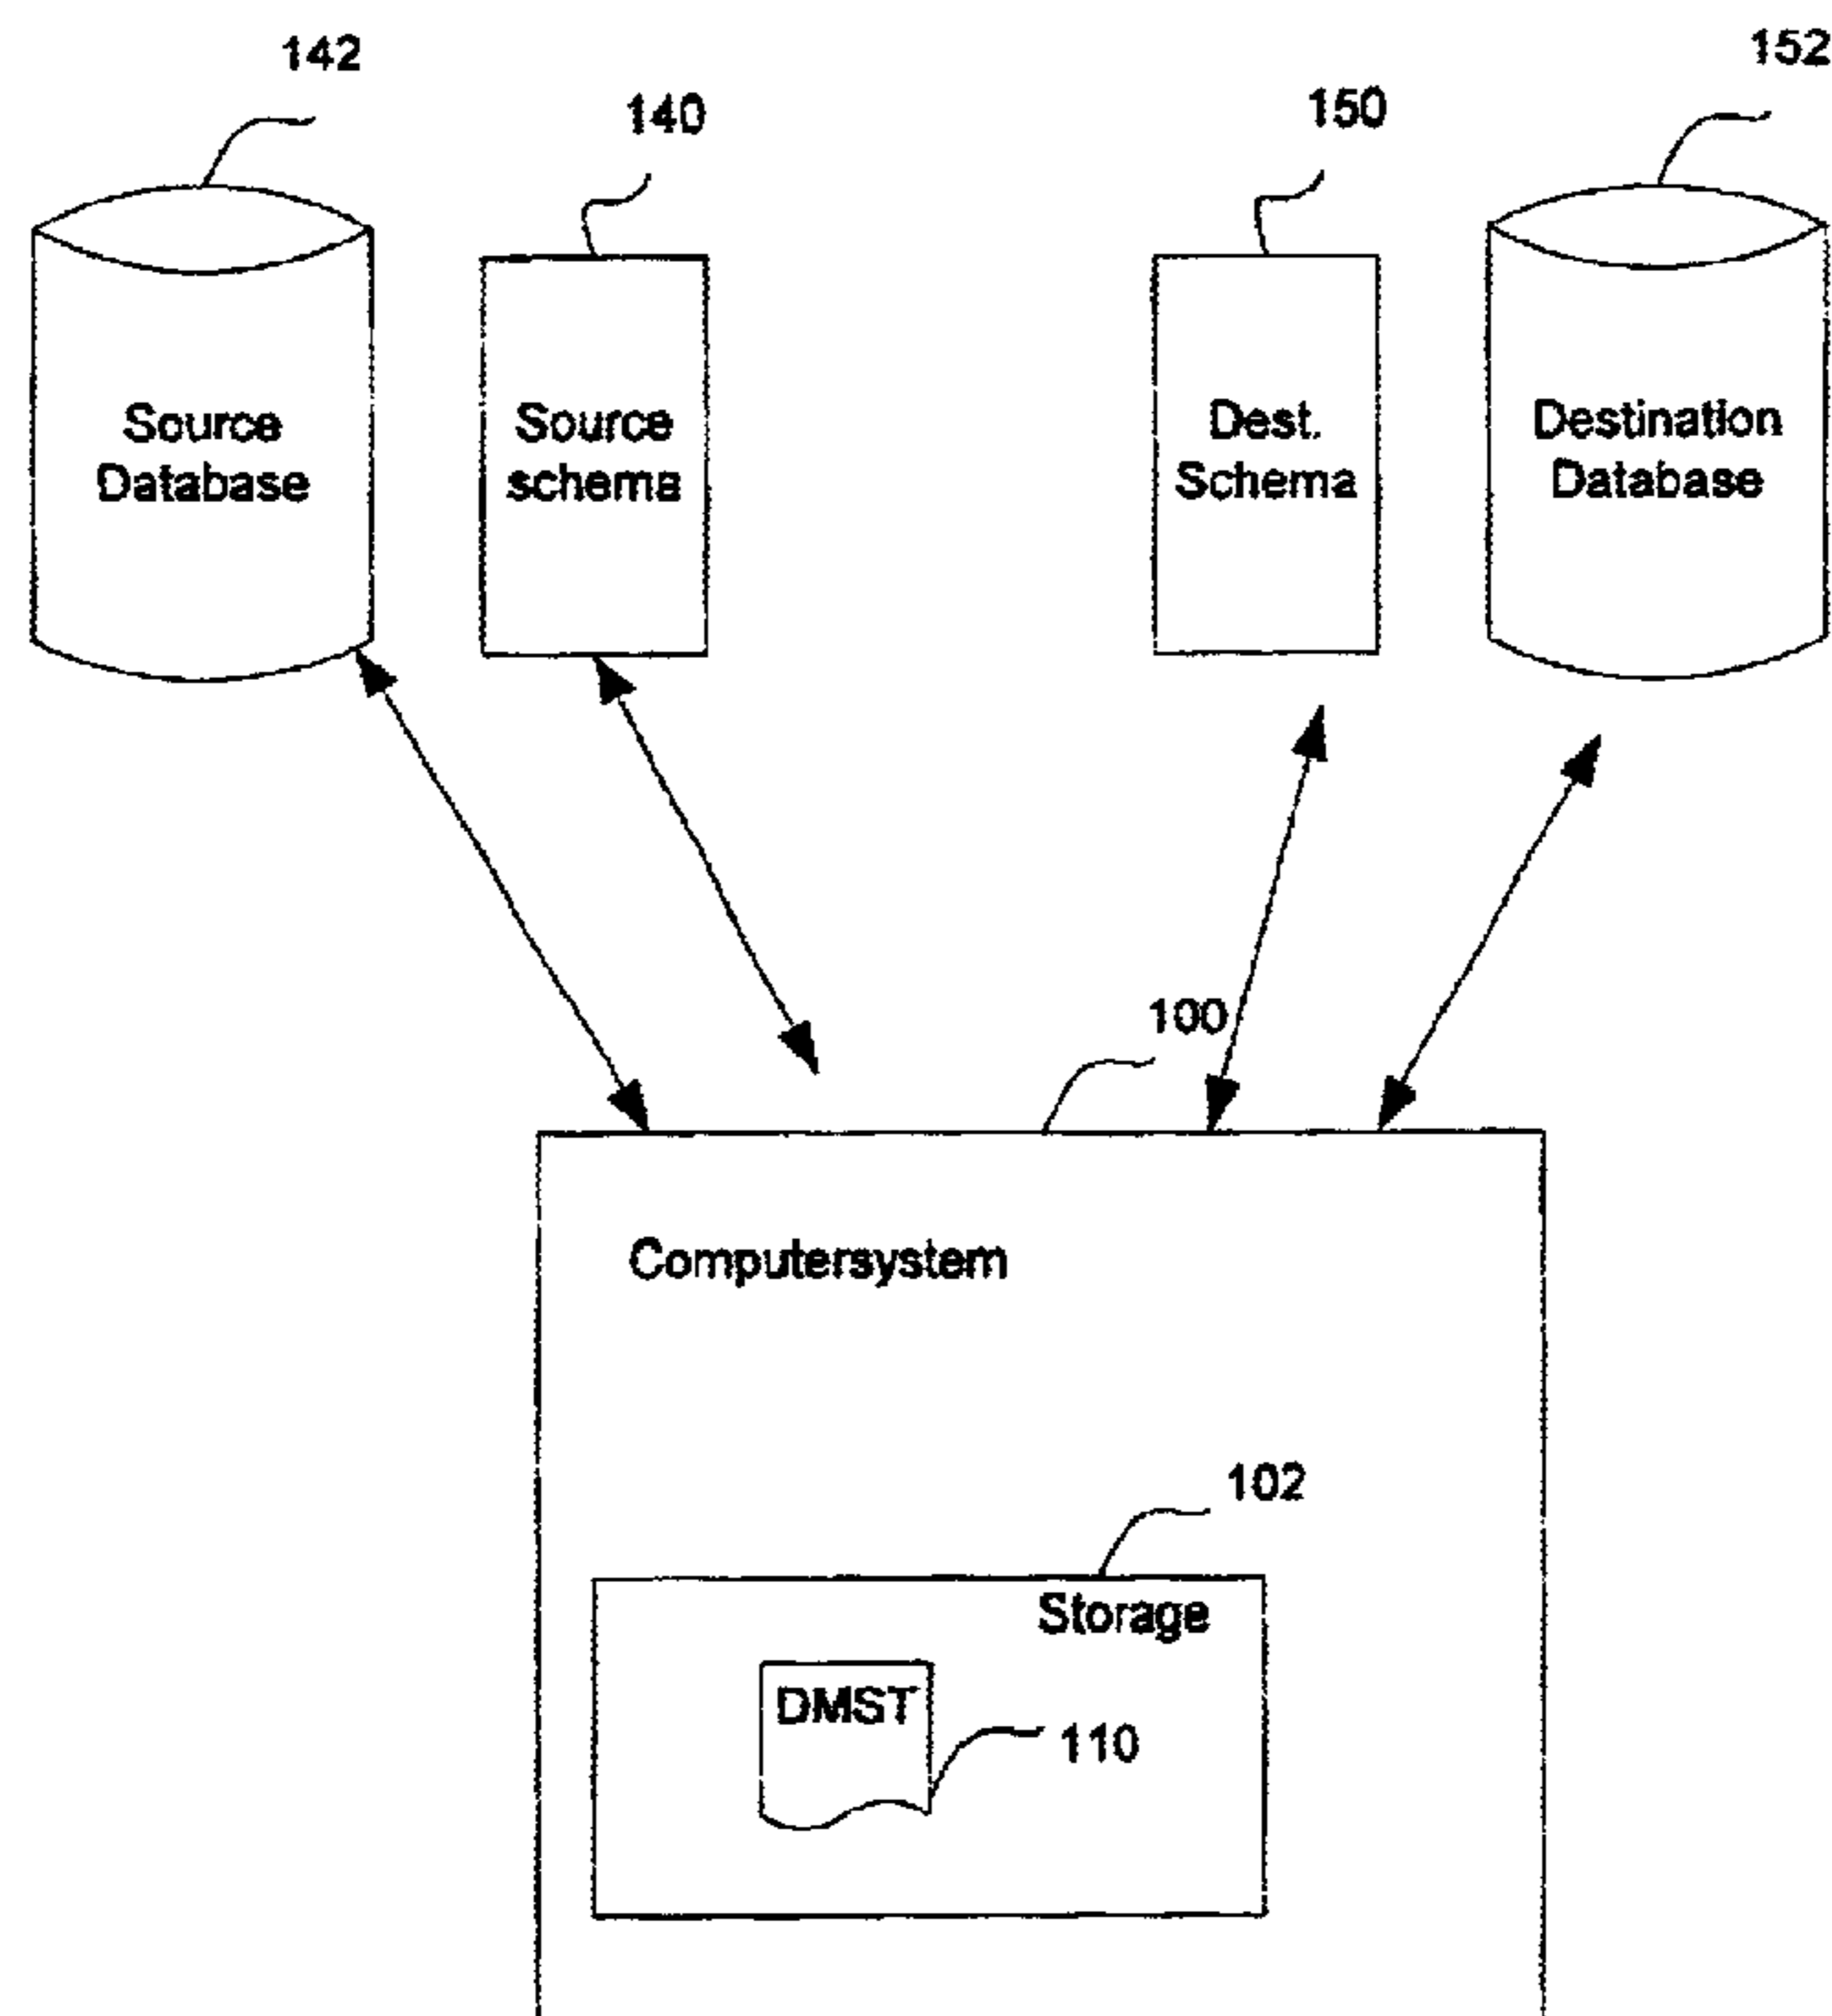 142
140
150
152
Source
Database
Source
schema
Dest.
Schema
Destination
Database
100
Computersystem
102
Storage
DMST
110